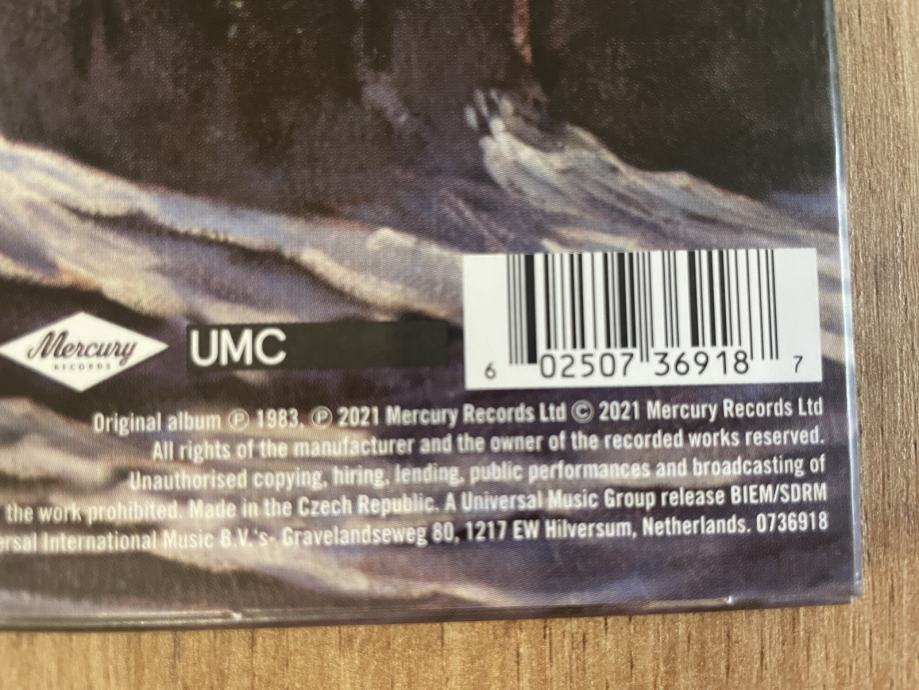 Mercury
RECORDS
UMC
6 02507 36918 7
Original album ℗ 1983, ℗ 2021 Mercury Records Ltd © 2021 Mercury Records Ltd
All rights of the manufacturer and the owner of the recorded works reserved.
Unauthorised copying, hiring, lending, public performances and broadcasting of
the work prohibited. Made in the Czech Republic. A Universal Music Group release BIEM/SDRM
International Music B.V.'s- Gravelandseweg 80, 1217 EW Hilversum, Netherlands. 0736918